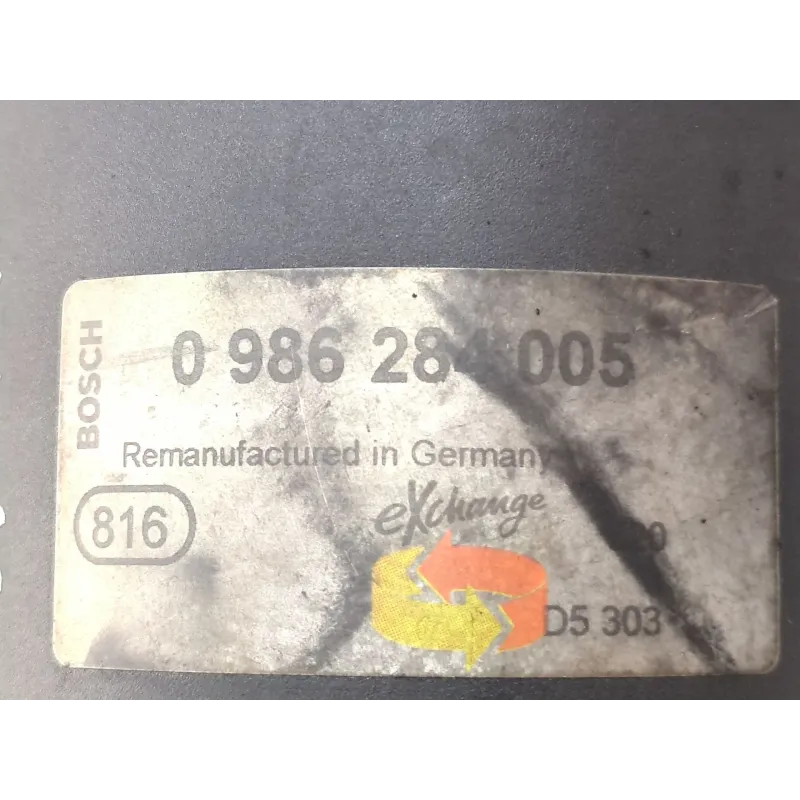 BOSCH
0 986 284 005
Remanufactured in Germany
eXchange
816
D5 303